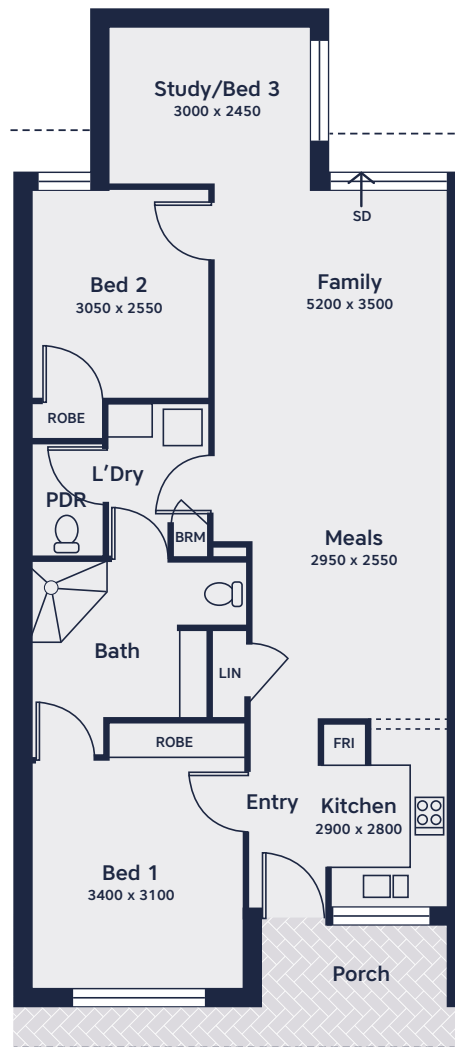 Study/Bed 3
3000 x 2450
SD
Bed 2
3050 x 2550
Family
5200 x 3500
ROBE
L'Dry
PDR
BRM
Meals
2950 x 2550
Bath
LIN
ROBE
FRI
Entry
Kitchen
2900 x 2800
Bed 1
3400 x 3100
Porch